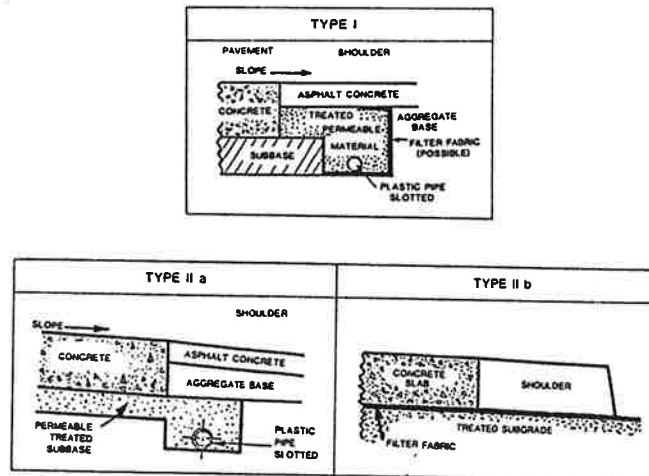 TYPE I
PAVEMENT SHOULDER
SLOPE
ASPHALT CONCRETE
CONCRETE
TREATED
PERMEABLE
MATERIAL
AGGREGATE
BASE
FILTER FABRIC
(POSSIBLE)
SUBBASE
PLASTIC PIPE
SLOTTED
TYPE II a
SHOULDER
SLOPE
CONCRETE
ASPHALT CONCRETE
AGGREGATE BASE
PERMEABLE
TREATED
SUBBASE
PLASTIC
PIPE
SLOTTED
TYPE II b
CONCRETE
SLAB
SHOULDER
TREATED SUBGRADE
FILTER FABRIC